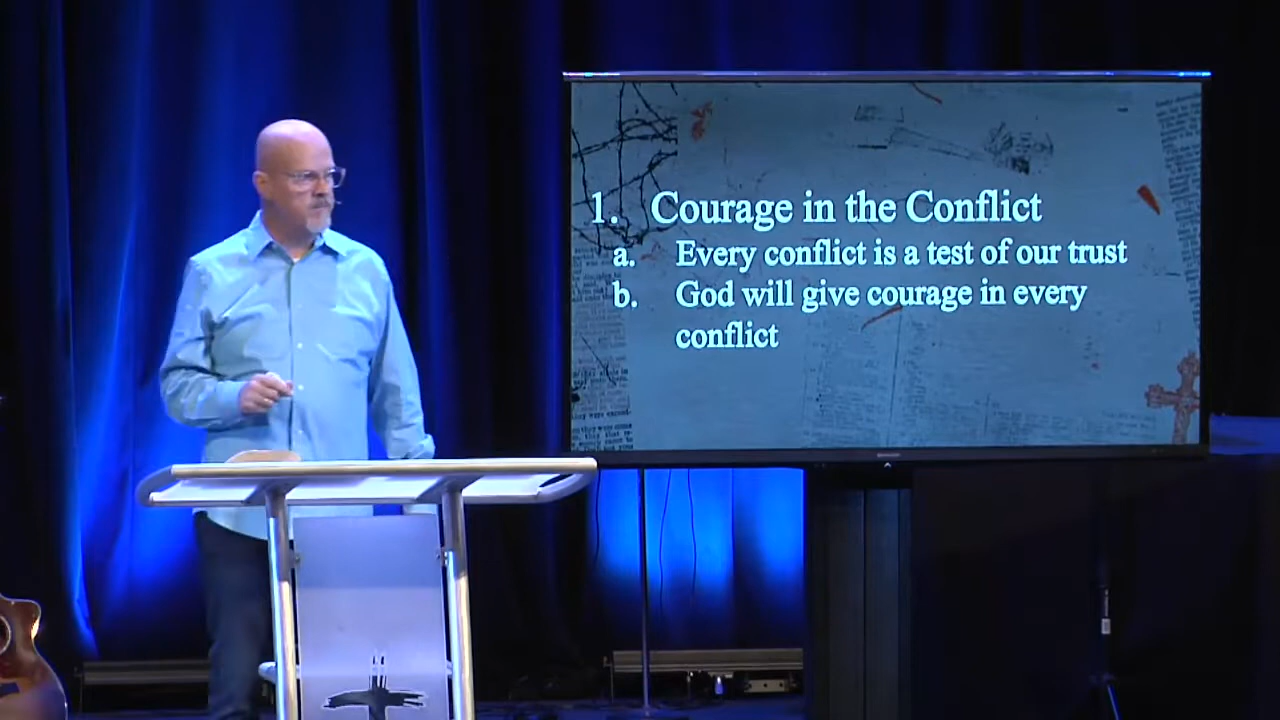 1. Courage in the Conflict
a. Every conflict is a test of our trust
b. God will give courage in every
conflict